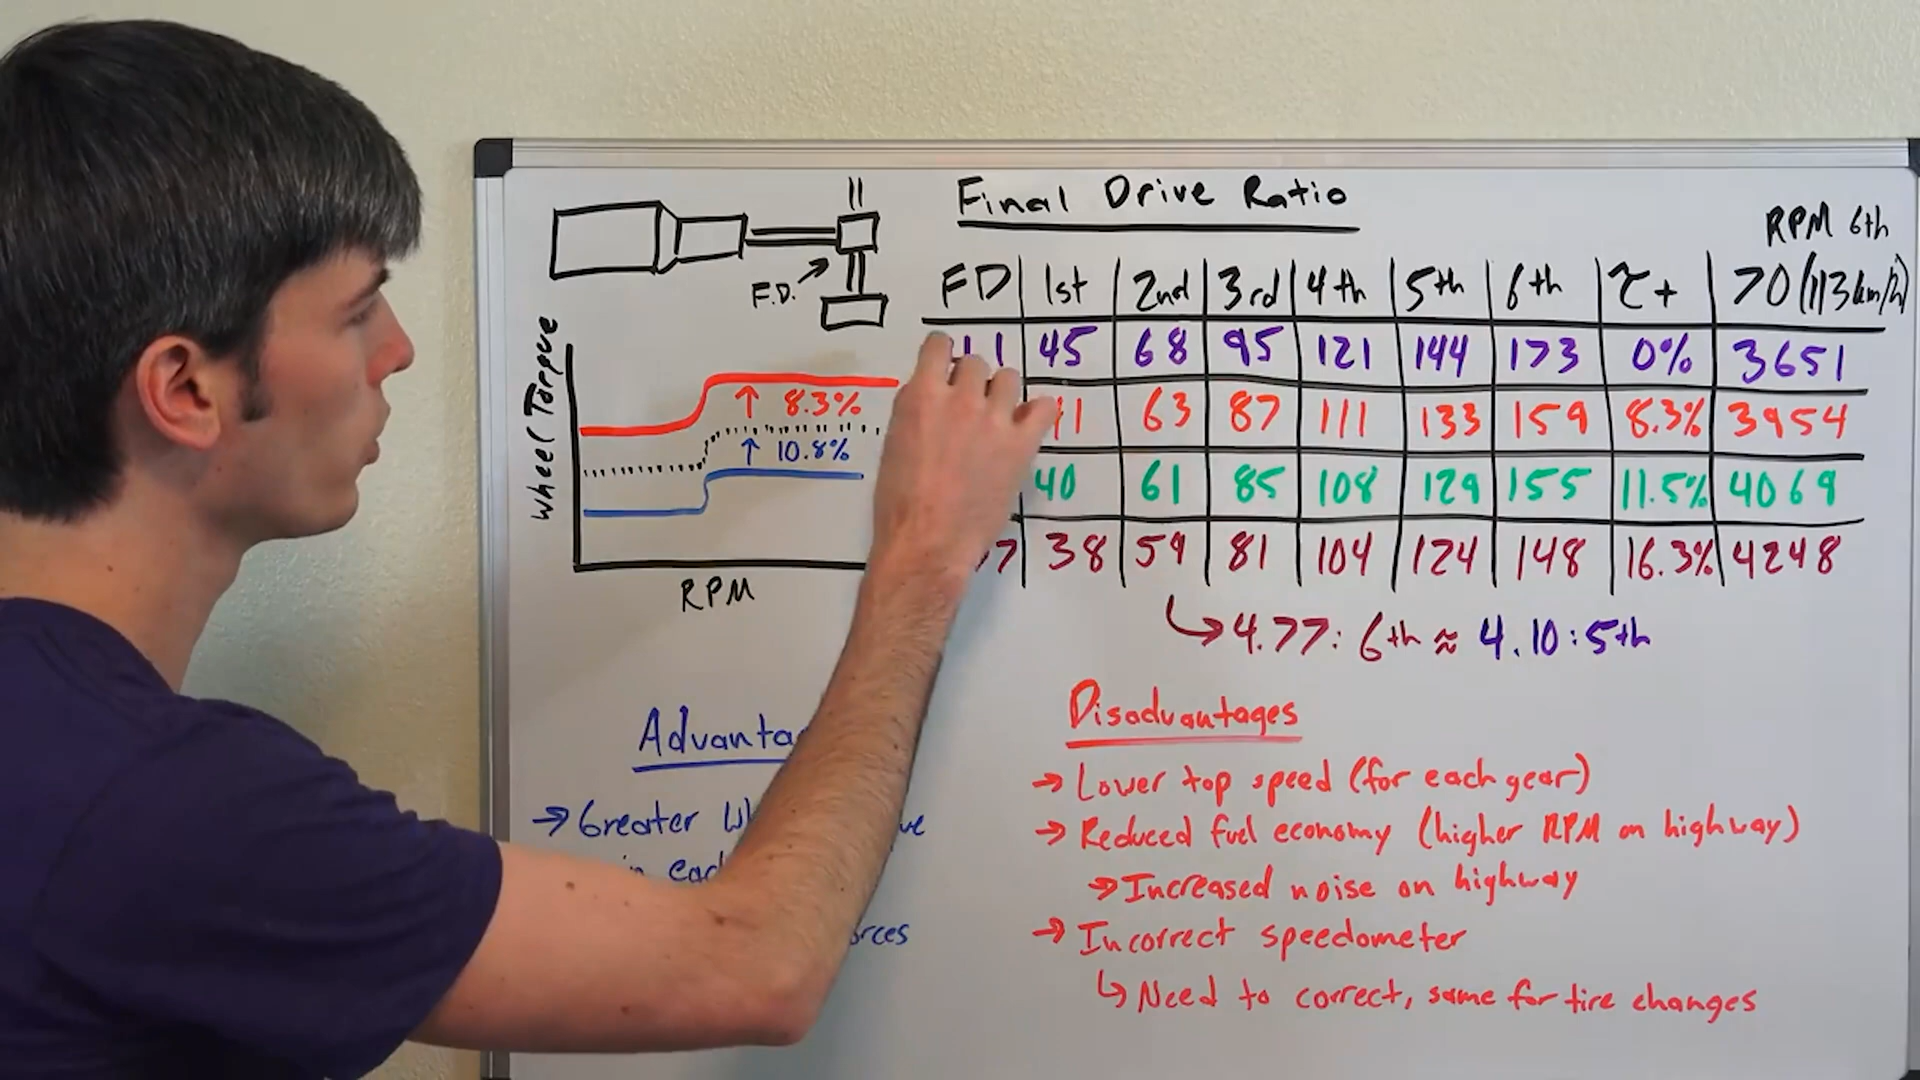 Final Drive Ratio
RPM 6th
F.D.
FD 1st 2nd 3rd 4th 5th 6th τ+ 70 (113 km/h)
45 68 95 121 144 173 0% 3651
41 63 87 111 133 159 8.3% 3954
40 61 85 108 129 155 11.5% 4069
38 59 81 104 124 148 16.3% 4248
Wheel Torque
↑ 8.3%
↑ 10.8%
RPM
→ 4.77: 6th ≈ 4.10: 5th
→ Greater
Disadvantages
→ Lower top speed (for each gear)
→ Reduced fuel economy (higher RPM on highway)
→ Increased noise on highway
→ Incorrect speedometer
↳ Need to correct, same for tire changes